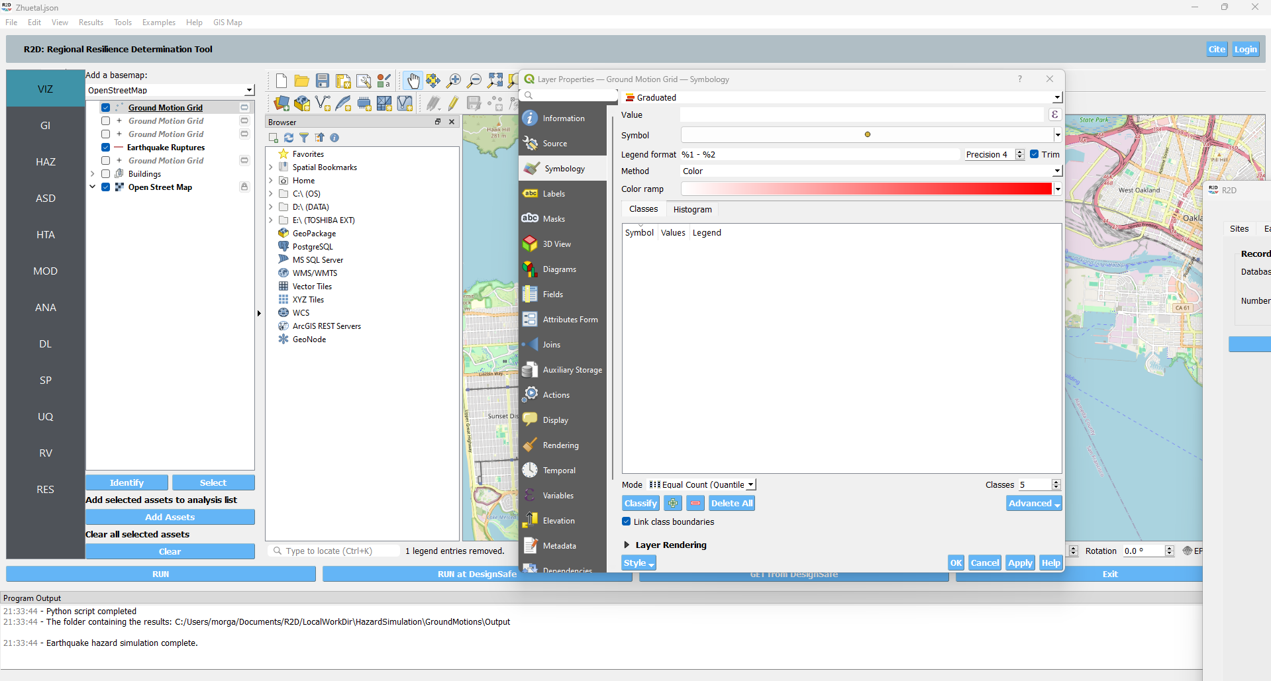 Zhuetal.json
File Edit View Results Tools Examples Help GIS Map
R2D: Regional Resilience Determination Tool
Cite Login
VIZ
GI
HAZ
ASD
HTA
MOD
ANA
DL
SP
UQ
RV
RES
Add a basemap:
OpenStreetMap
Ground Motion Grid
Ground Motion Grid
Ground Motion Grid
Earthquake Ruptures
Ground Motion Grid
Buildings
Open Street Map
Identify Select
Add selected assets to analysis list
Add Assets
Clear all selected assets
Clear
Browser
Favorites
Spatial Bookmarks
Home
C:\ (OS)
D:\ (DATA)
E:\ (TOSHIBA EXT)
GeoPackage
PostgreSQL
MS SQL Server
WMS/WMTS
Vector Tiles
XYZ Tiles
WCS
ArcGIS REST Servers
GeoNode
Type to locate (Ctrl+K) 1 legend entries removed.
Layer Properties — Ground Motion Grid — Symbology
Information
Source
Symbology
Labels
Masks
3D View
Diagrams
Fields
Attributes Form
Joins
Auxiliary Storage
Actions
Display
Rendering
Temporal
Variables
Elevation
Metadata
Dependencies
Graduated
Value
Symbol
Legend format %1 - %2 Precision 4 Trim
Method Color
Color ramp
Classes Histogram
Symbol Values Legend
Mode Equal Count (Quantile Classes 5
Classify Delete All Advanced
Link class boundaries
Layer Rendering
Style OK Cancel Apply Help
State Park
West Oakland
Oakl
CA 61
Sunset Di
R2D
Sites Ea
Record
Databas
Number
Rotation 0.0 ° EP
RUN RUN at DesignSafe GET from DesignSafe Exit
Program Output
21:33:44 - Python script completed
21:33:44 - The folder containing the results: C:/Users/morga/Documents/R2D/LocalWorkDir\HazardSimulation\GroundMotions\Output
21:33:44 - Earthquake hazard simulation complete.